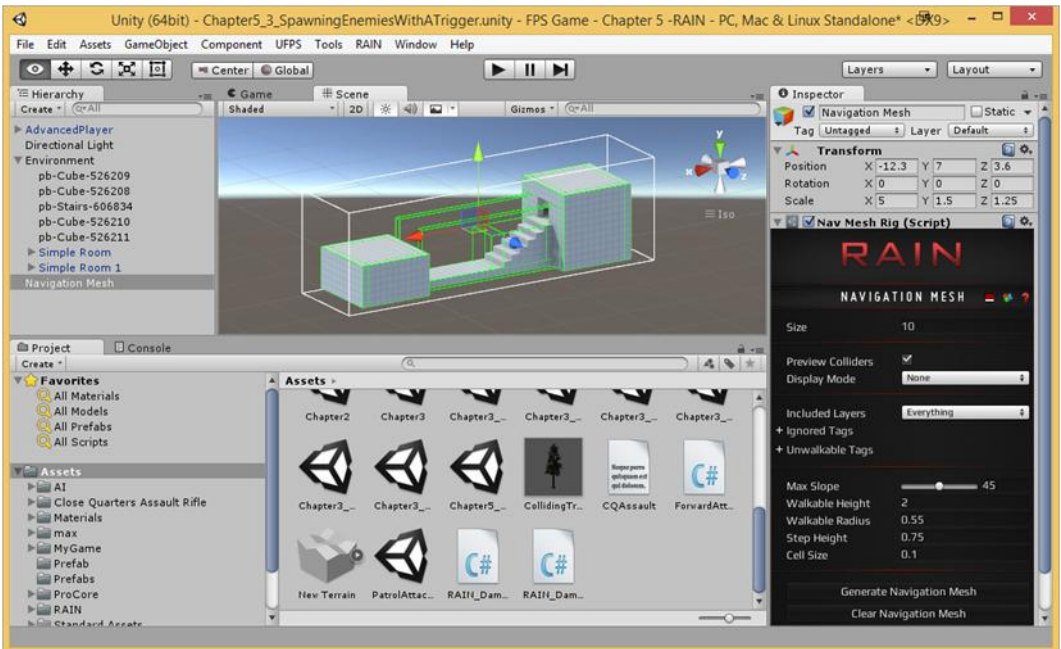 Unity (64bit) - Chapter5_3_SpawningEnemiesWithATrigger.unity - FPS Game - Chapter 5 -RAIN - PC, Mac & Linux Standalone* <DX9>
File Edit Assets GameObject Component UFPS Tools RAIN Window Help
Center Global
Layers
Layout
Hierarchy
Create All
AdvancedPlayer
Directional Light
Environment
pb-Cube-526209
pb-Cube-526208
pb-Stairs-606834
pb-Cube-526210
pb-Cube-526211
Simple Room
Simple Room 1
Navigation Mesh
Game Scene
Shaded 2D Gizmos All
y
x
z
Iso
Project Console
Create
Favorites
All Materials
All Models
All Prefabs
All Scripts
Assets
AI
Close Quarters Assault Rifle
Materials
max
MyGame
Prefab
Prefabs
ProCore
RAIN
Standard Assets
Assets
Chapter2 Chapter3 Chapter3_... Chapter3_... Chapter3_... Chapter3_...
Chapter3_... Chapter3_... Chapter5_... CollidingTr... CQAssault ForwardAtt...
C#
New Terrain PatrolAttac... RAIN_Dam... RAIN_Dam...
C# C#
Inspector
Navigation Mesh Static
Tag Untagged Layer Default
Transform
Position X -12.3 Y 7 Z 3.6
Rotation X 0 Y 0 Z 0
Scale X 5 Y 1.5 Z 1.25
Nav Mesh Rig (Script)
RAIN
NAVIGATION MESH ?
Size 10
Preview Colliders
Display Mode None
Included Layers Everything
+ Ignored Tags
+ Unwalkable Tags
Max Slope 45
Walkable Height 2
Walkable Radius 0.55
Step Height 0.75
Cell Size 0.1
Generate Navigation Mesh
Clear Navigation Mesh